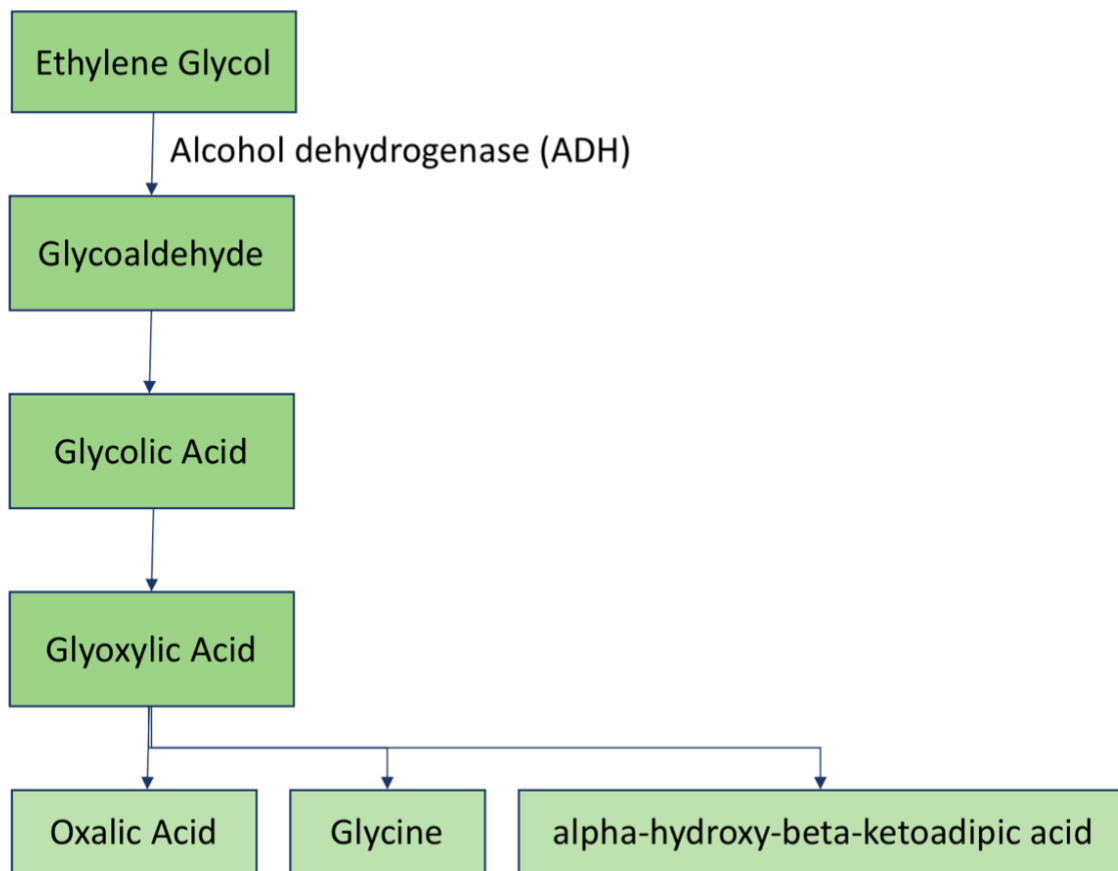 Ethylene Glycol
Alcohol dehydrogenase (ADH)
Glycoaldehyde
Glycolic Acid
Glyoxylic Acid
Oxalic Acid
Glycine
alpha-hydroxy-beta-ketoadipic acid